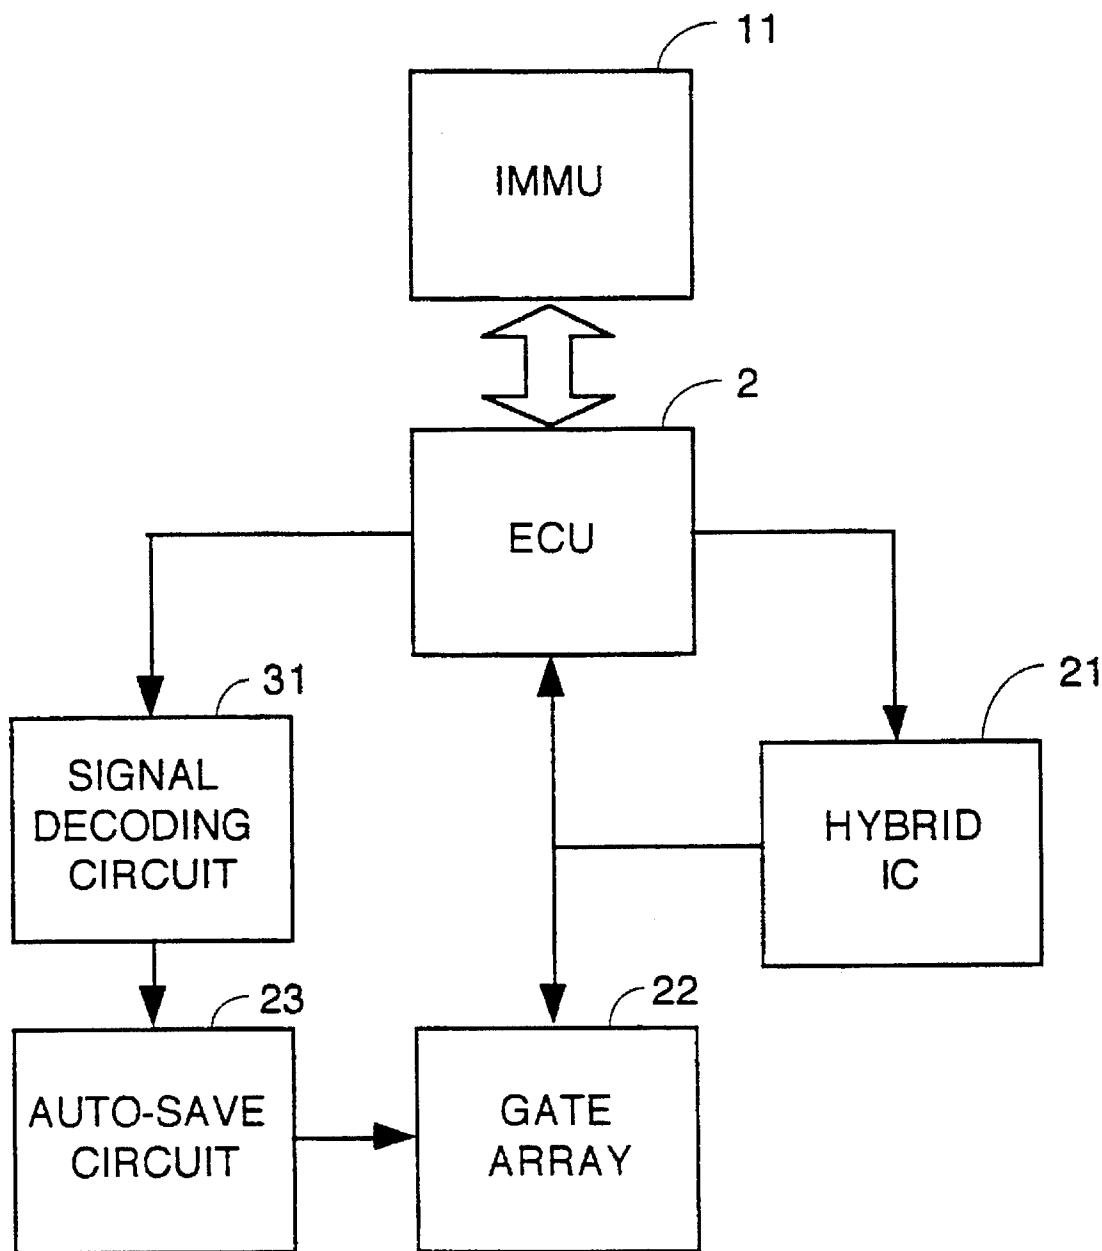 11
IMMU
2
ECU
31
21
SIGNAL
DECODING
CIRCUIT
HYBRID
IC
23
22
AUTO-SAVE
CIRCUIT
GATE
ARRAY